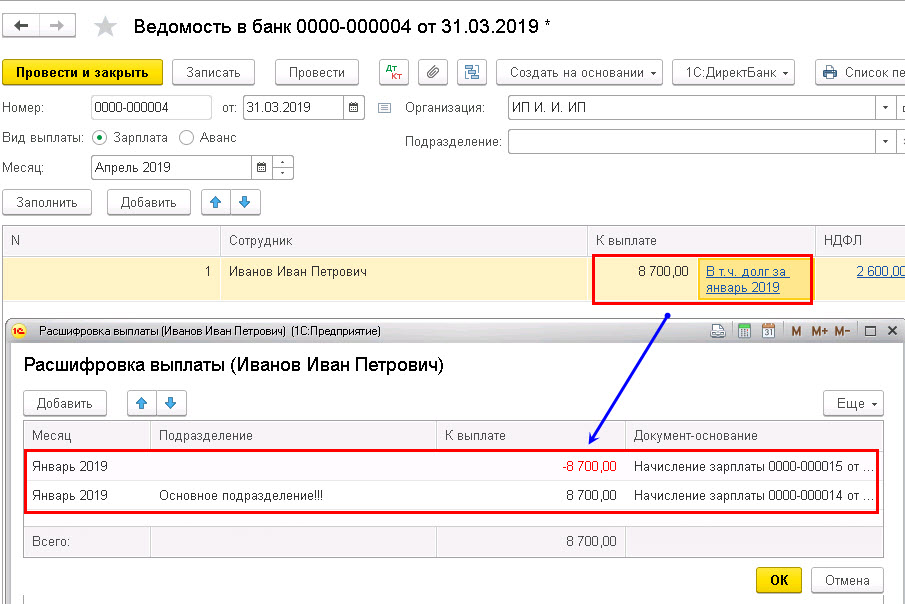 Ведомость в банк 0000-000004 от 31.03.2019 *
Провести и закрыть Записать Провести Дт Кт Создать на основании 1С:ДиректБанк Список пе
Номер: 0000-000004 от: 31.03.2019 Организация: ИП И. И. ИП
Вид выплаты: Зарплата Аванс Подразделение:
Месяц: Апрель 2019
Заполнить Добавить
N Сотрудник К выплате НДФЛ
1 Иванов Иван Петрович 8 700,00 В т.ч. долг за 2 600,00
январь 2019
1С Расшифровка выплаты (Иванов Иван Петрович) (1С:Предприятие) 31 M M+ M-
Расшифровка выплаты (Иванов Иван Петрович)
Добавить Еще
Месяц Подразделение К выплате Документ-основание
Январь 2019 -8 700,00 Начисление зарплаты 0000-000015 от ...
Январь 2019 Основное подразделение!!! 8 700,00 Начисление зарплаты 0000-000014 от ...
Всего: 8 700,00
ОК Отмена